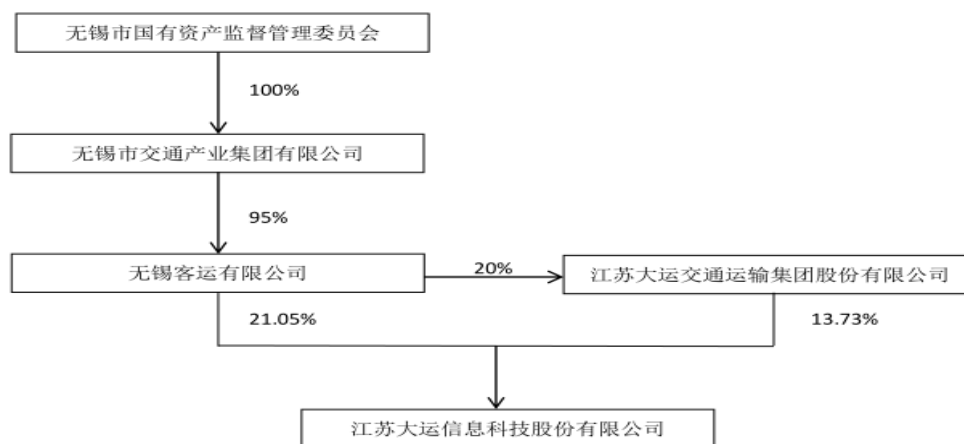 无锡市国有资产监督管理委员会
100%
无锡市交通产业集团有限公司
95%
无锡客运有限公司
20%
江苏大运交通运输集团股份有限公司
21.05%
13.73%
江苏大运信息科技股份有限公司